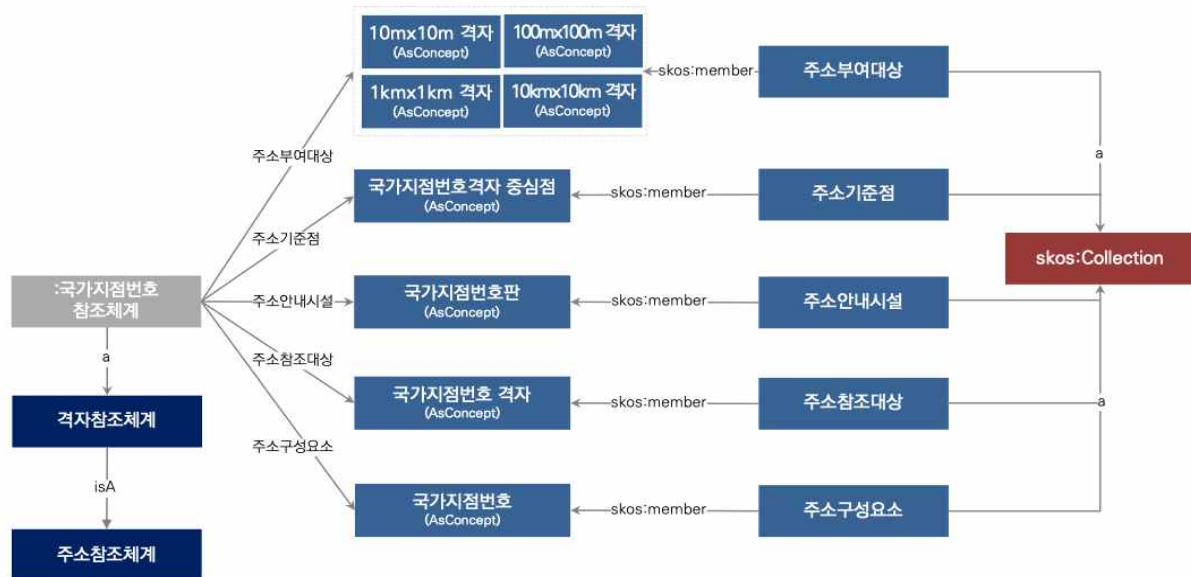 10mx10m 격자
(AsConcept)
100mx100m 격자
(AsConcept)
1kmx1km 격자
(AsConcept)
10kmx10km 격자
(AsConcept)
skos:member
주소부여대상
주소부여대상
a
국가지점번호격자 중심점
(AsConcept)
skos:member
주소기준점
주소기준점
skos:Collection
:국가지점번호
참조체계
주소안내시설
국가지점번호판
(AsConcept)
skos:member
주소안내시설
a
주소참조대상
국가지점번호 격자
(AsConcept)
skos:member
주소참조대상
a
격자참조체계
주소구성요소
isA
국가지점번호
(AsConcept)
skos:member
주소구성요소
주소참조체계